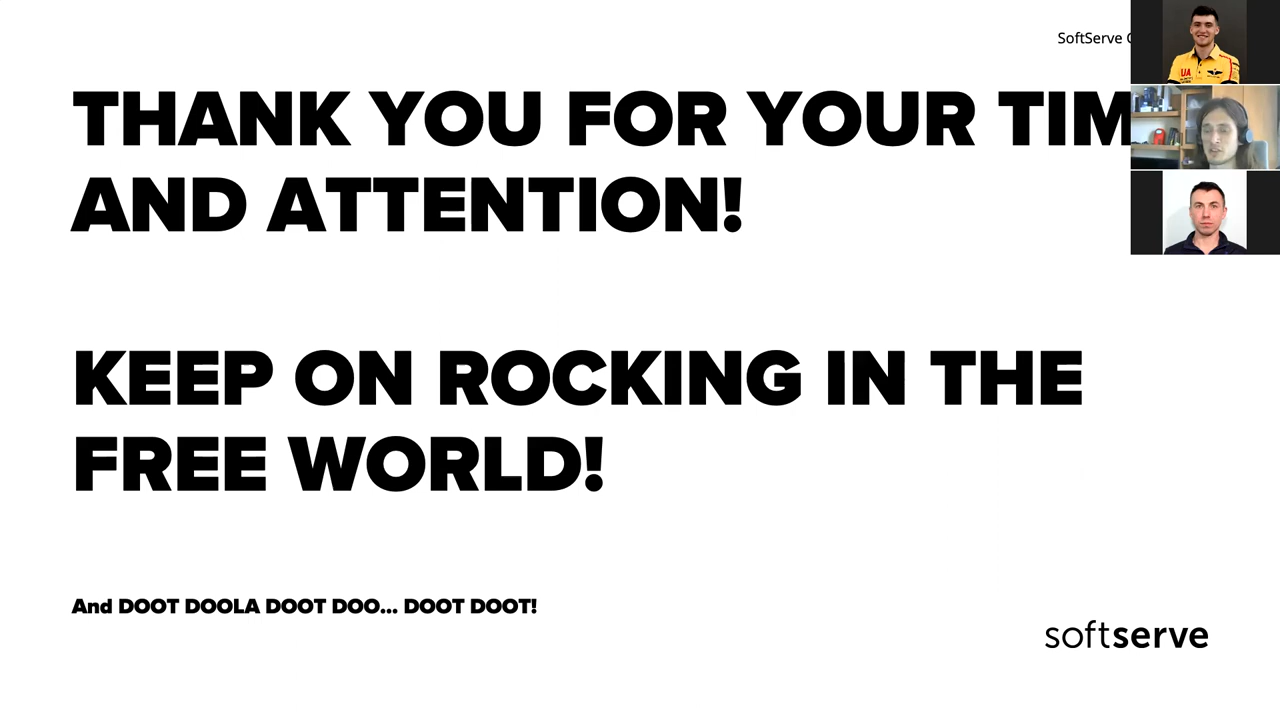 SoftServe
THANK YOU FOR YOUR
AND ATTENTION!
KEEP ON ROCKING IN THE
FREE WORLD!
And DOOT DOOLA DOOT DOO... DOOT DOOT!
softserve
UA